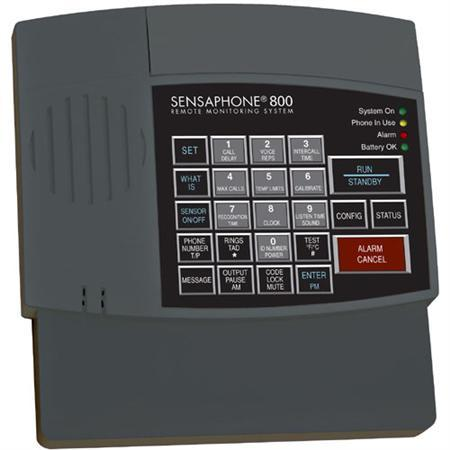 SENSAPHONE® 800
REMOTE MONITORING SYSTEM
System On
Phone In Use
Alarm
Battery OK
SET
1
CALL
DELAY
2
VOICE
REPS
3
INTERCALL
TIME
RUN
STANDBY
WHAT
IS
4
MAX CALLS
5
TEMP LIMITS
6
CALIBRATE
SENSOR
ON/OFF
7
RECOGNITION
TIME
8
CLOCK
9
LISTEN TIME
SOUND
CONFIG
STATUS
PHONE
NUMBER
T/P
RINGS
TAD
*
0
ID NUMBER
POWER
TEST
°F/°C
#
ALARM
CANCEL
MESSAGE
OUTPUT
PAUSE
AM
CODE
LOCK
MUTE
ENTER
PM